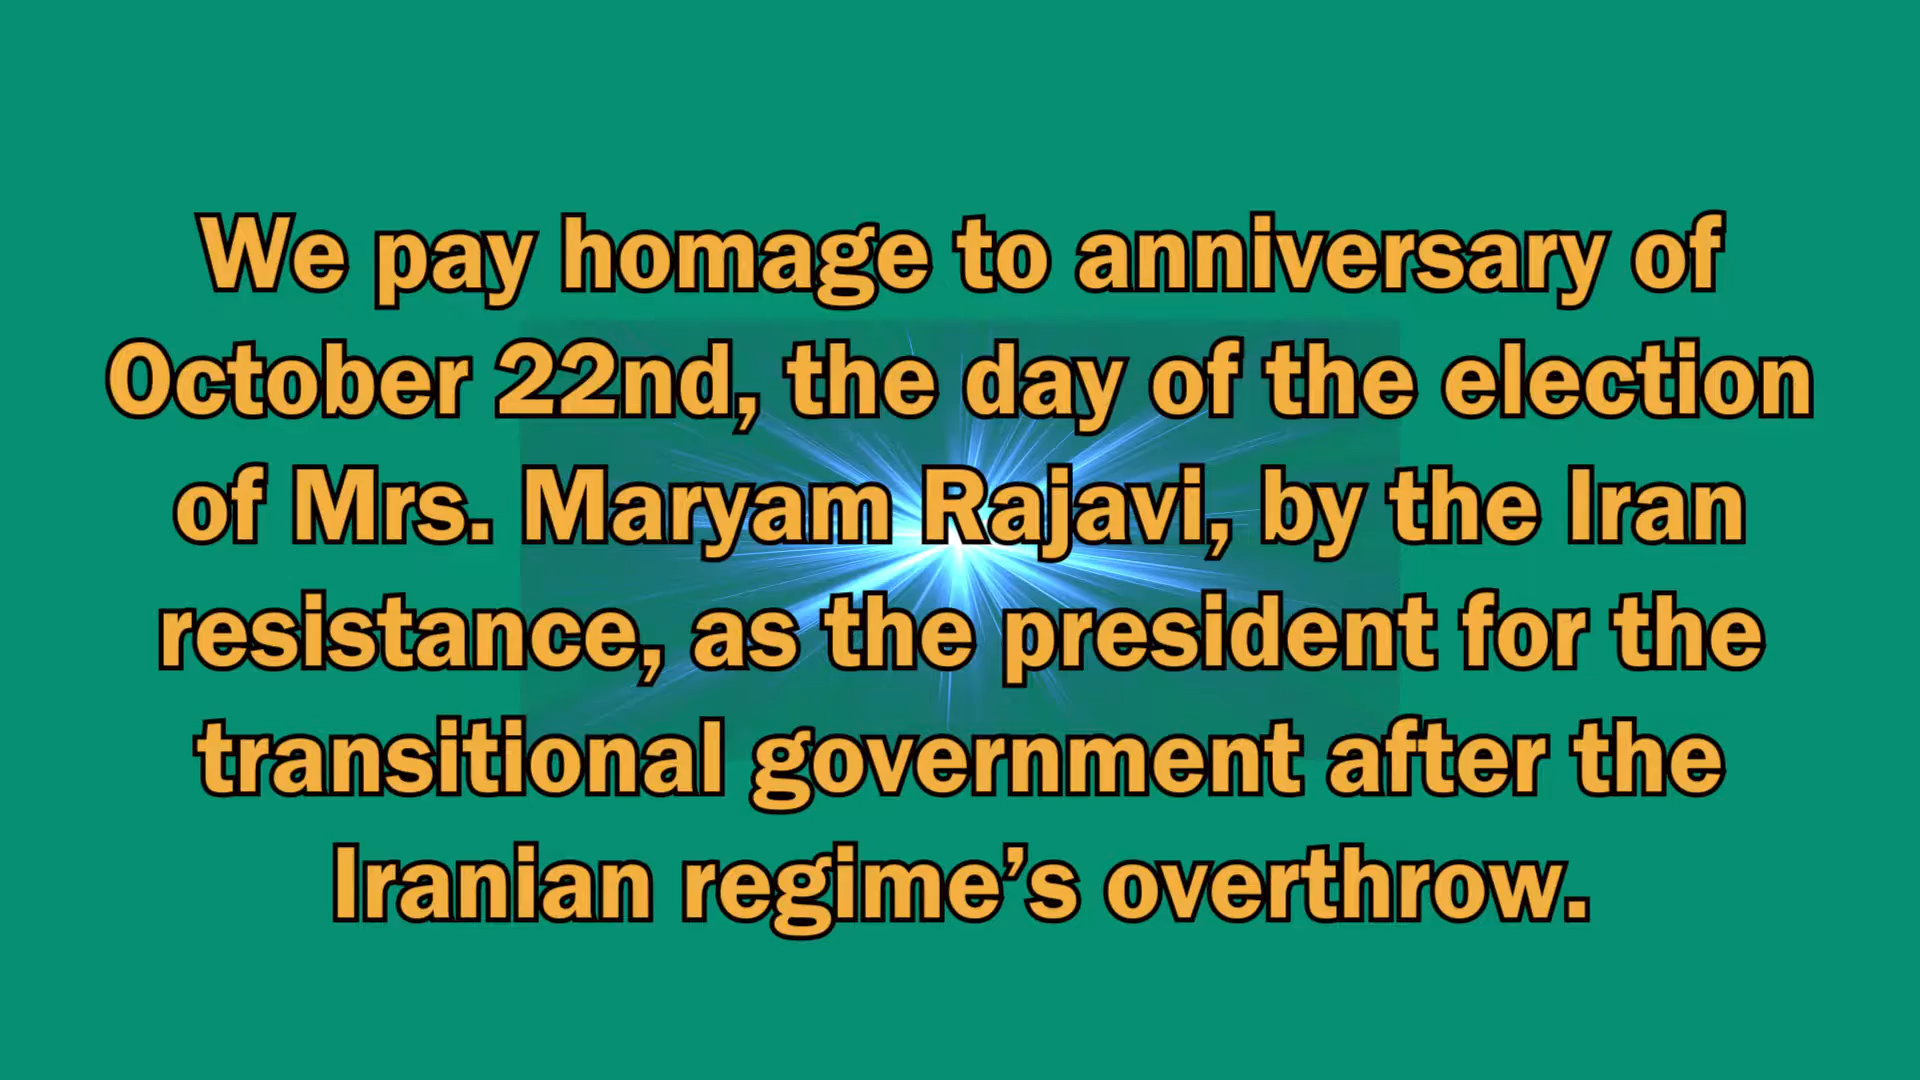 We pay homage to anniversary of
October 22nd, the day of the election
of Mrs. Maryam Rajavi, by the Iran
resistance, as the president for the
transitional government after the
Iranian regime’s overthrow.